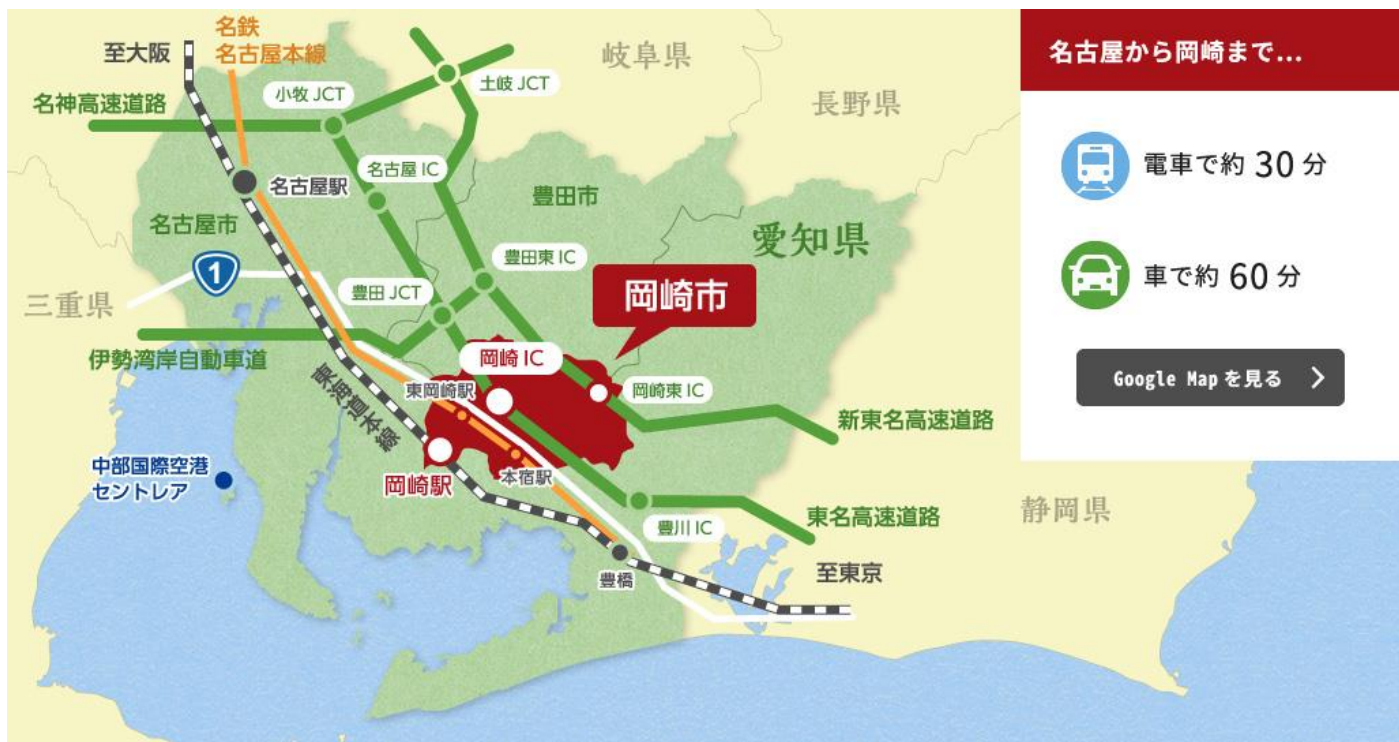 名鉄
名古屋本線
至大阪
岐阜県
土岐 JCT
小牧 JCT
名神高速道路
長野県
名古屋 IC
名古屋駅
豊田市
名古屋市
愛知県
豊田東 IC
1
豊田 JCT
岡崎市
三重県
伊勢湾岸自動車道
岡崎 IC
東岡崎駅
岡崎東 IC
東海道本線
新東名高速道路
中部国際空港
セントレア
岡崎駅
本宿駅
東名高速道路
静岡県
豊川 IC
豊橋
至東京
名古屋から岡崎まで...
電車で約 30 分
車で約 60 分
Google Map を見る